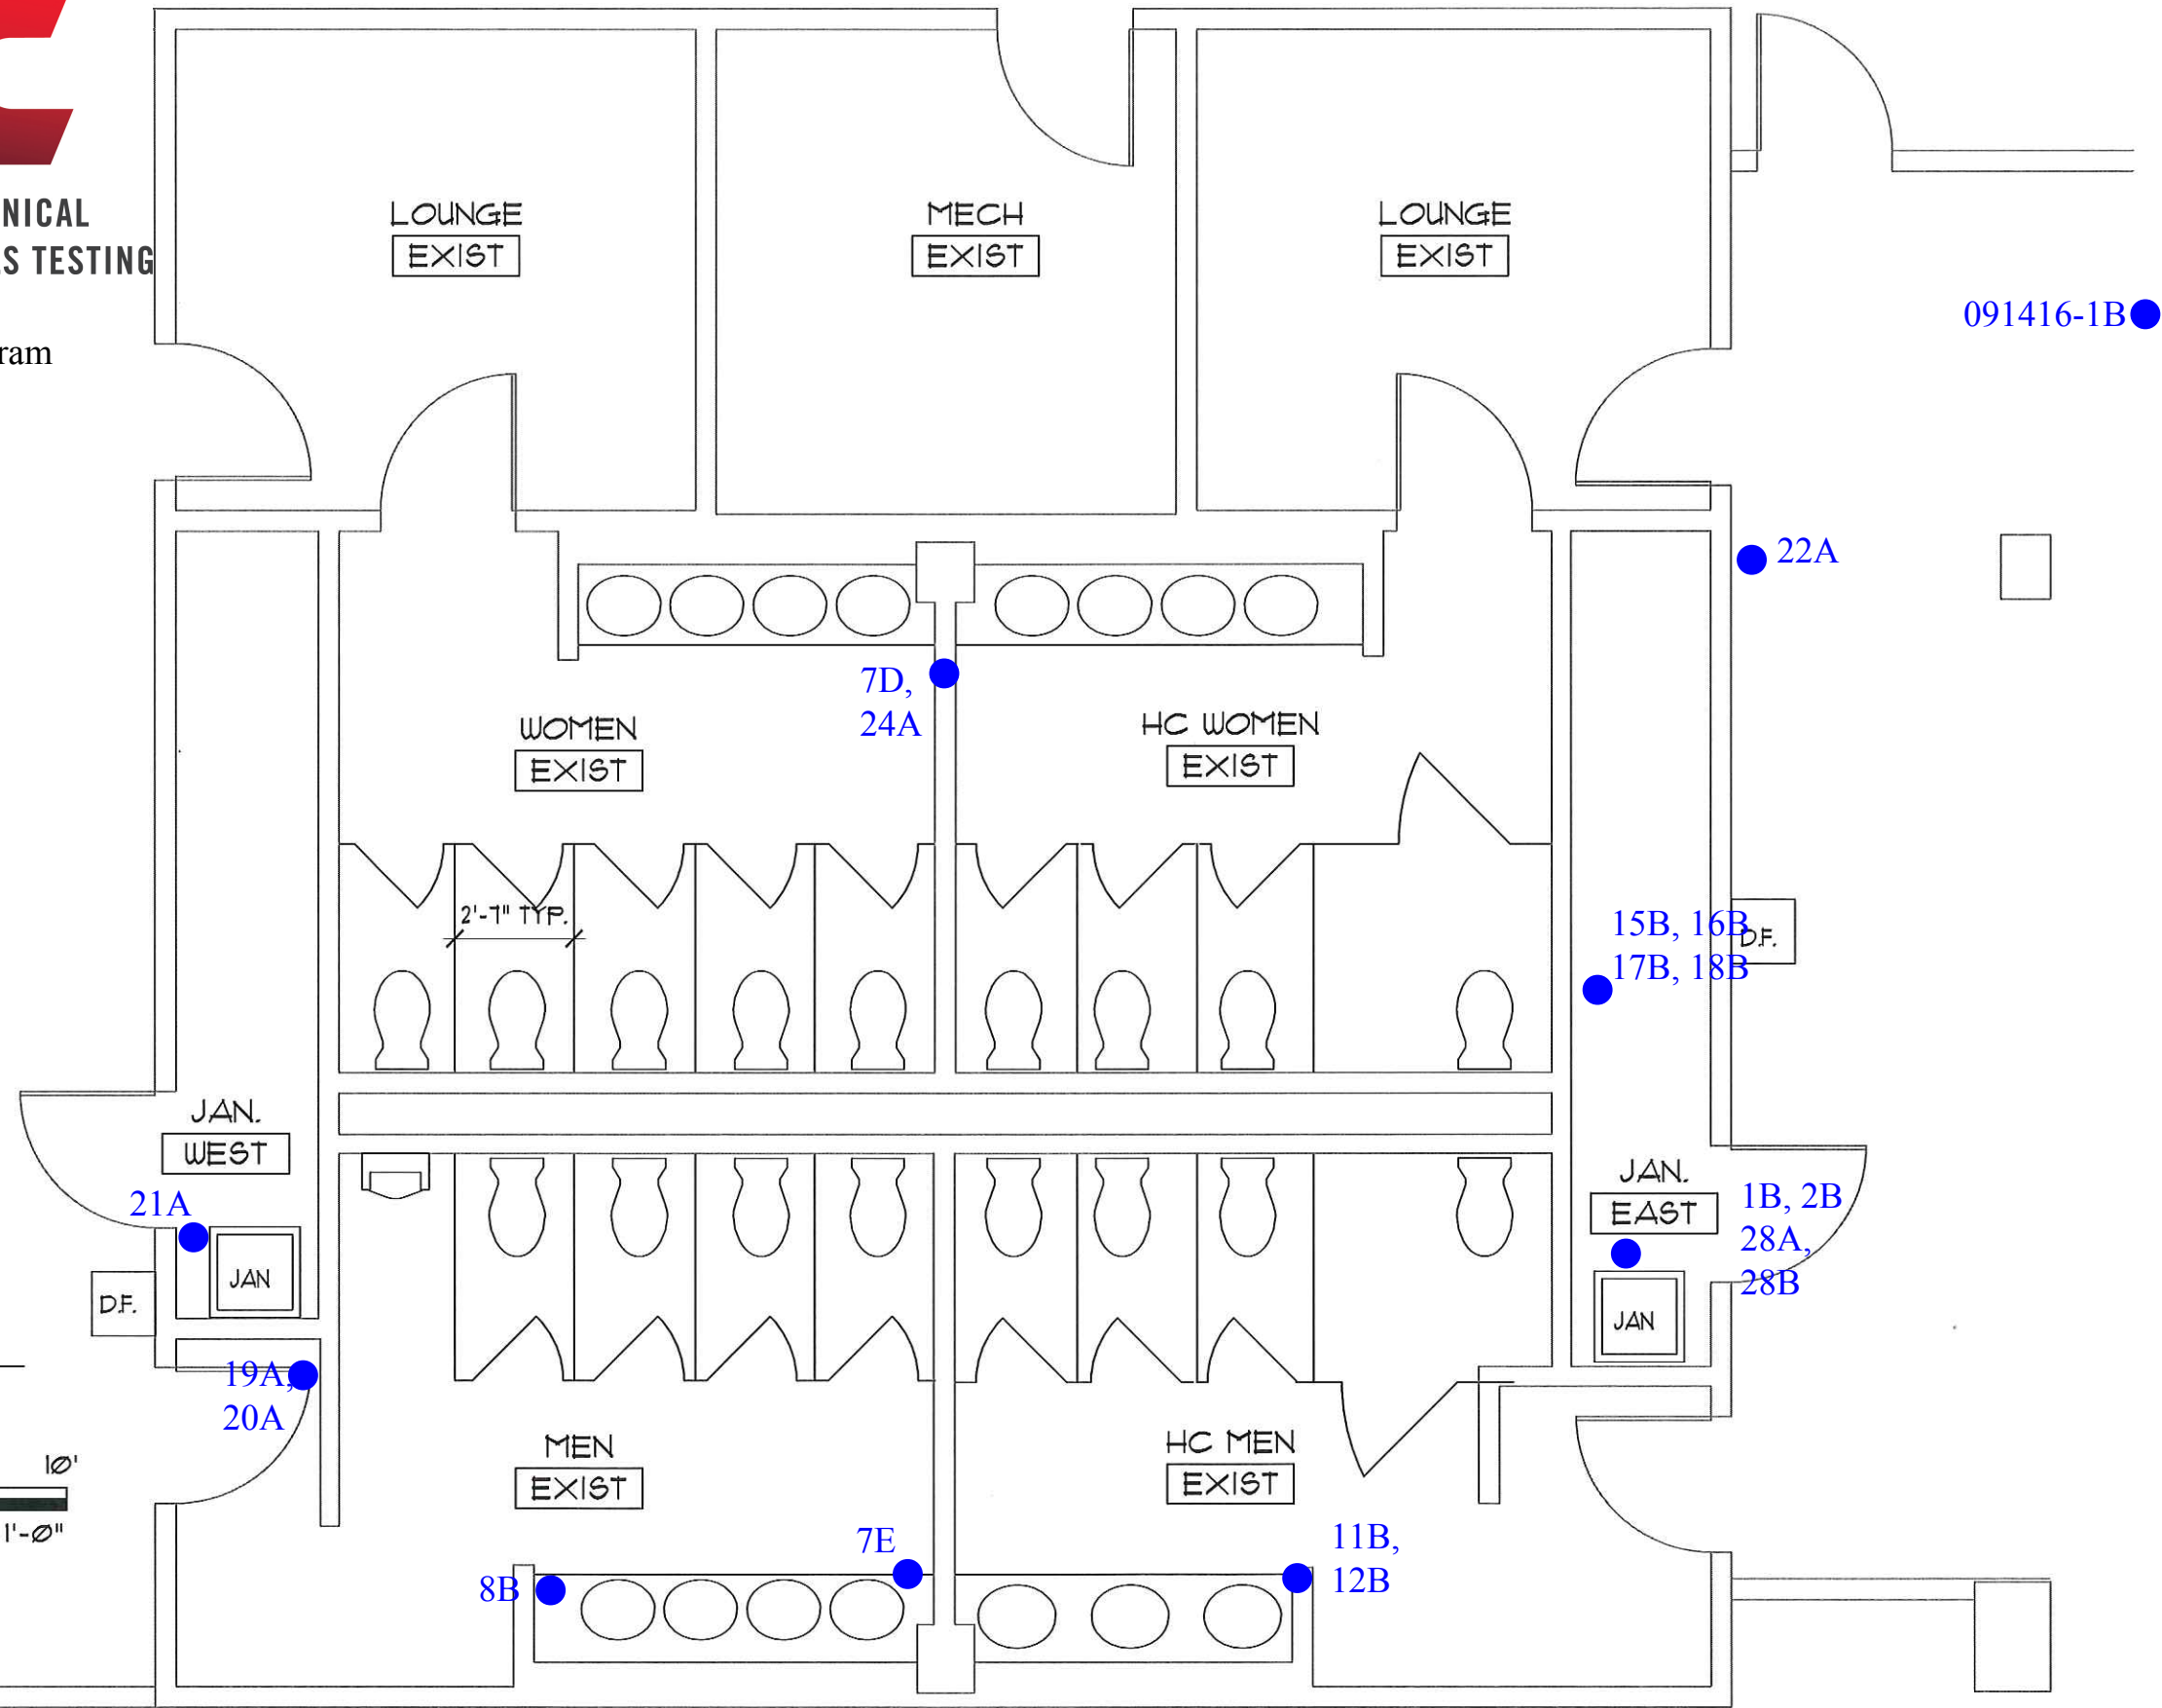 NICAL
S TESTING
ram
LOUNGE
EXIST
MECH
EXIST
LOUNGE
EXIST
091416-1B
22A
7D,
24A
WOMEN
EXIST
HC WOMEN
EXIST
2'-7" TYP.
15B, 16B
17B, 18B
D.F.
JAN.
WEST
21A
JAN
D.F.
JAN.
EAST
1B, 2B
28A,
28B
JAN
19A,
20A
10'
1'-0"
MEN
EXIST
HC MEN
EXIST
7E
8B
11B,
12B